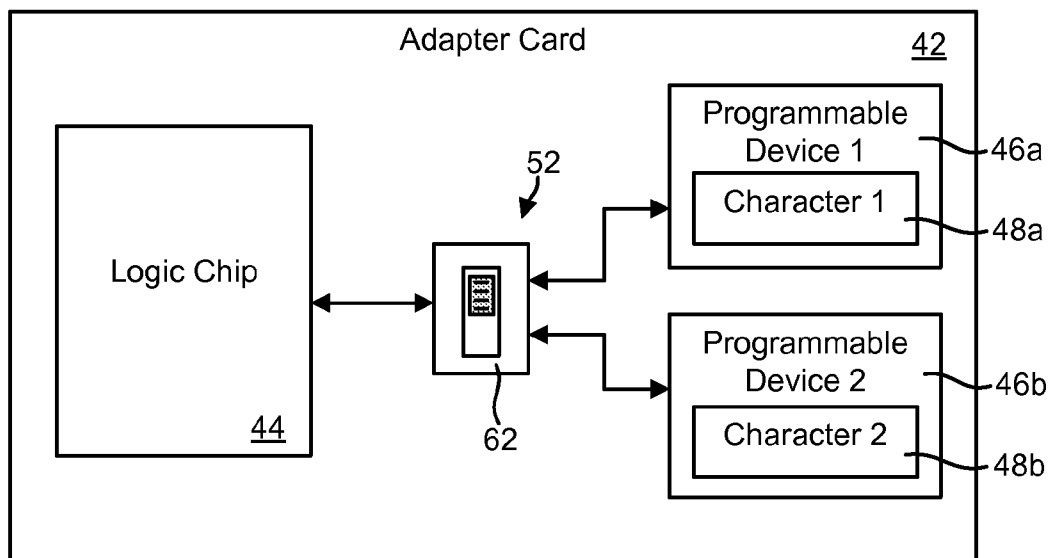 Adapter Card
42
Programmable
Device 1
46a
Character 1
48a
52
Logic Chip
44
62
Programmable
Device 2
46b
Character 2
48b